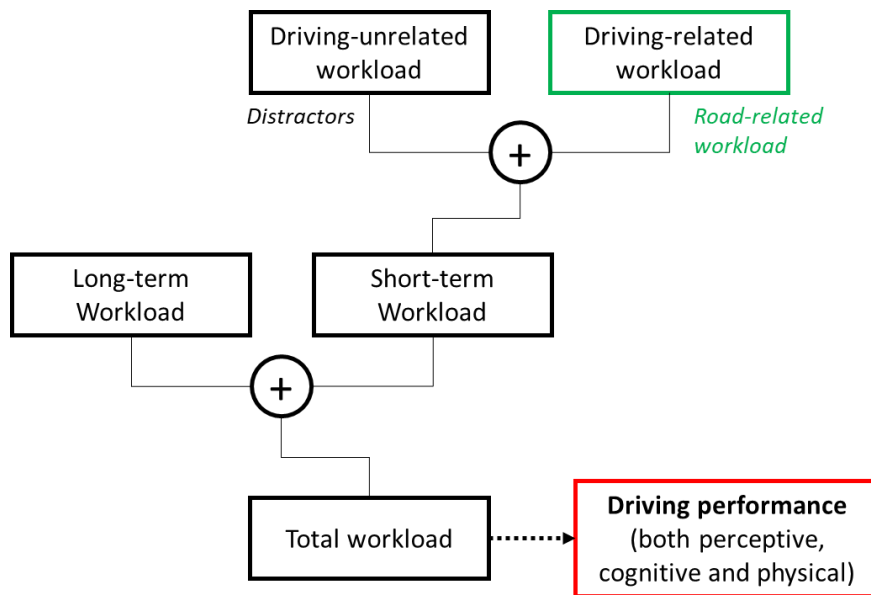 Driving-unrelated
workload
Driving-related
workload
Distractors
Road-related
workload
+
Long-term
Workload
Short-term
Workload
+
Total workload
Driving performance
(both perceptive,
cognitive and physical)